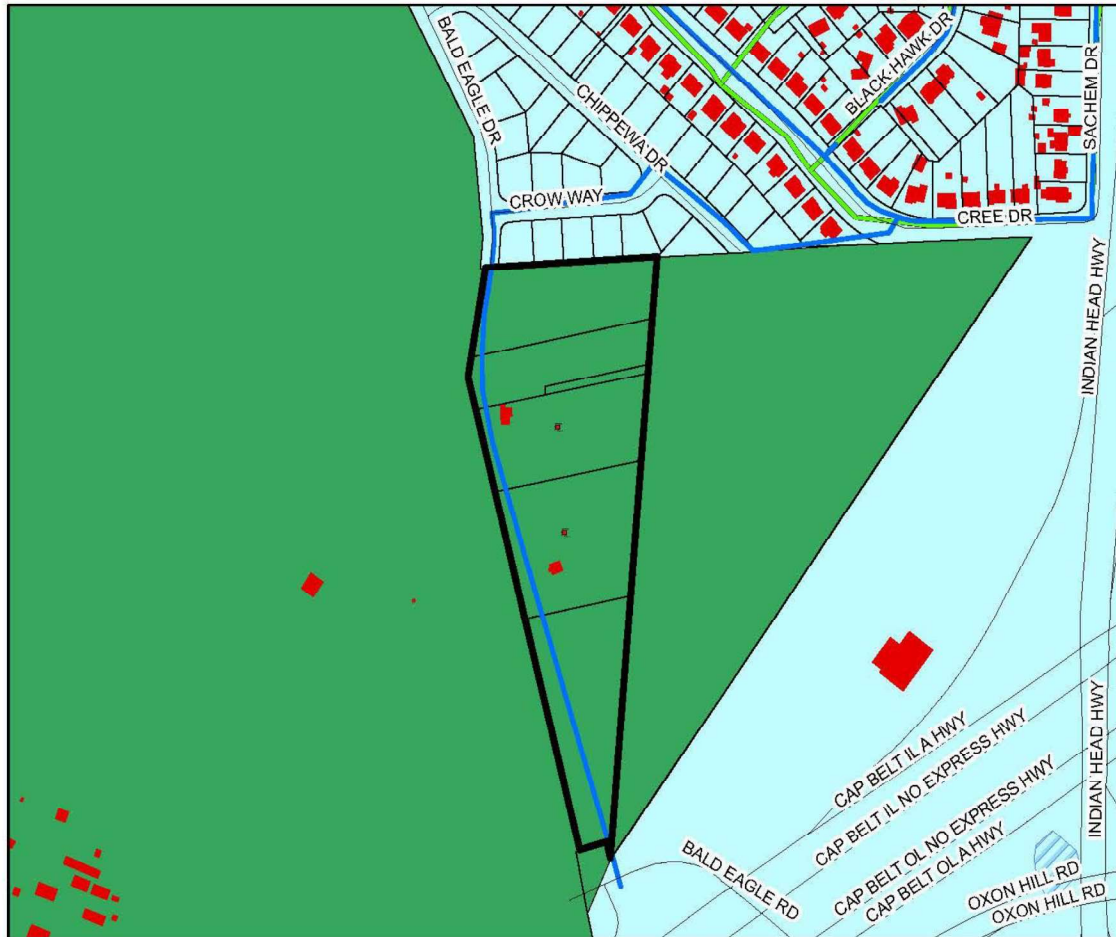 BALD EAGLE DR
CHIPPEWA DR
BLACK HAWK DR
SACHEM DR
CROW WAY
CREE DR
INDIAN HEAD HWY
CAP BELT IL A HWY
CAP BELT IL NO EXPRESS HWY
CAP BELT OL NO EXPRESS HWY
CAP BELT OL A HWY
INDIAN HEAD HWY
BALD EAGLE RD
OXON HILL RD
OXON HILL RD